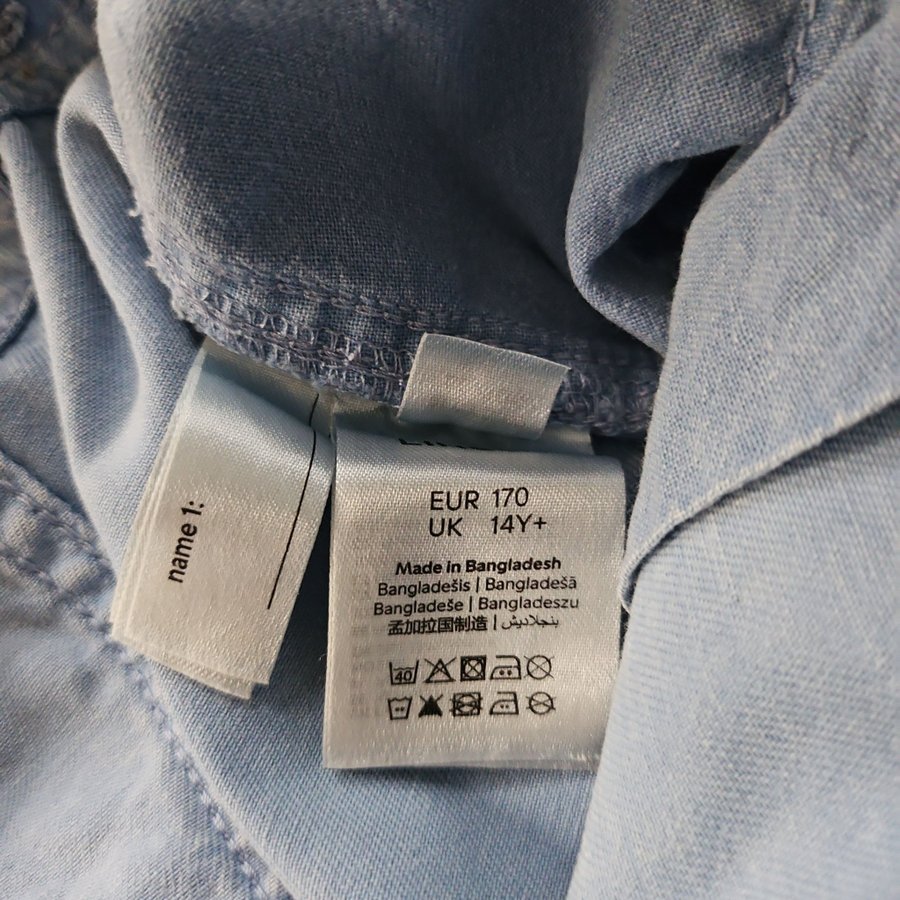 name 1:
EUR 170
UK 14Y+
Made in Bangladesh
Bangladešis | Bangladešā
Bangladeše | Bangladeszu
孟加拉国制造 | بنجلاديش
40